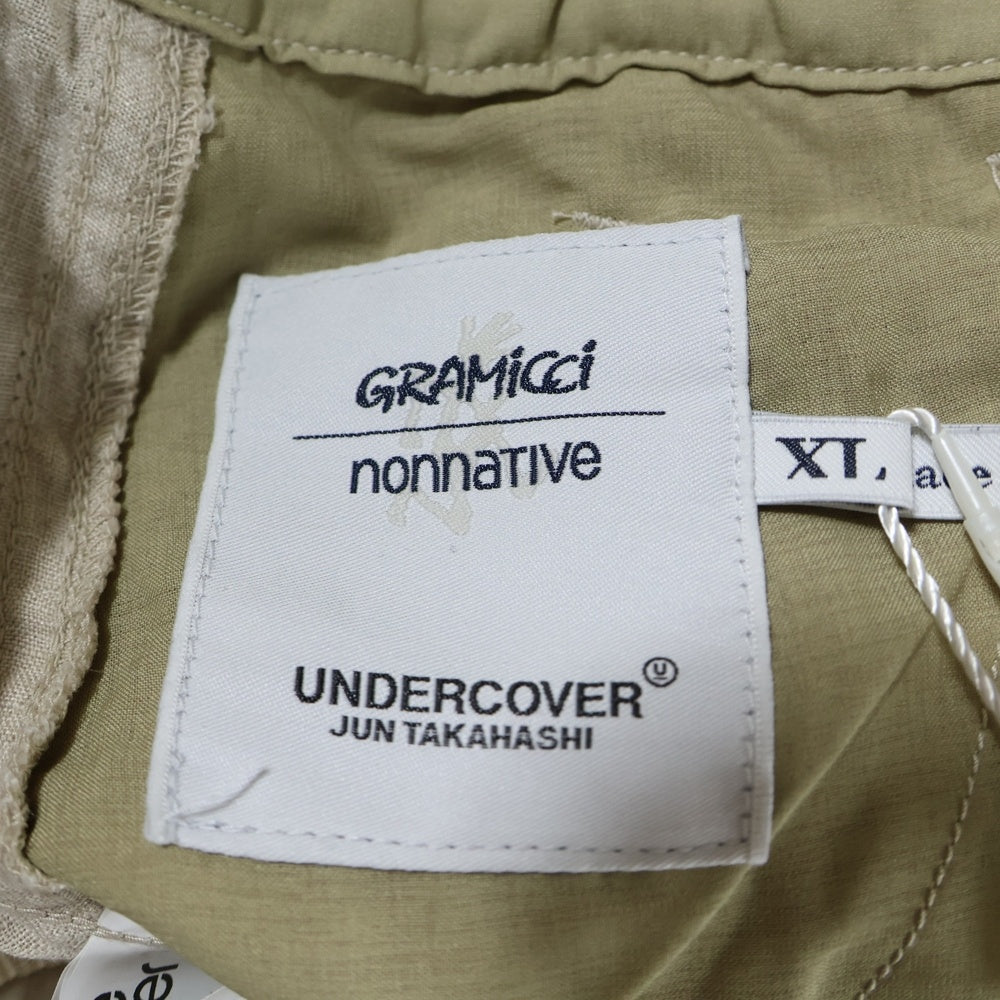 GRAMiCCi
nonnaTIVe
XL
UNDERCOVER
JUN TAKAHASHI